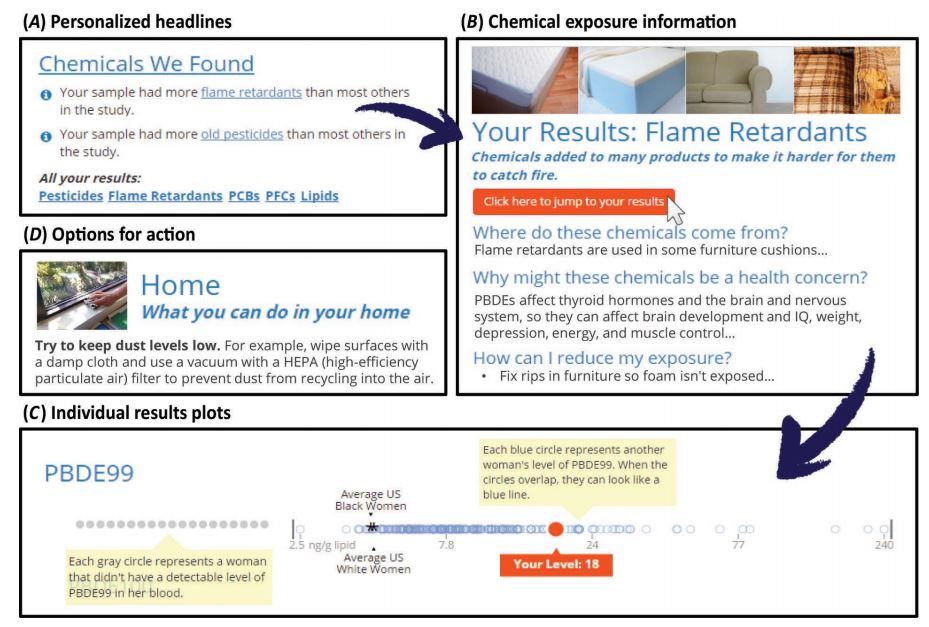 (A) Personalized headlines
Chemicals We Found
Your sample had more flame retardants than most others
in the study.
Your sample had more old pesticides than most others in
the study.
All your results:
Pesticides Flame Retardants PCBs PFCs Lipids
(B) Chemical exposure information
Your Results: Flame Retardants
Chemicals added to many products to make it harder for them
to catch fire.
Click here to jump to your results
Where do these chemicals come from?
Flame retardants are used in some furniture cushions...
Why might these chemicals be a health concern?
PBDEs affect thyroid hormones and the brain and nervous
system, so they can affect brain development and IQ, weight,
depression, energy, and muscle control...
How can I reduce my exposure?
• Fix rips in furniture so foam isn't exposed...
(D) Options for action
Home
What you can do in your home
Try to keep dust levels low. For example, wipe surfaces with
a damp cloth and use a vacuum with a HEPA (high-efficiency
particulate air) filter to prevent dust from recycling into the air.
(C) Individual results plots
PBDE99
Each blue circle represents another
woman's level of PBDE99. When the
circles overlap, they can look like a
blue line.
Average US
Black Women
2.5 ng/g lipid 7.8 24 77 240
Average US
White Women
Your Level: 18
Each gray circle represents a woman
that didn't have a detectable level of
PBDE99 in her blood.
PBDE100